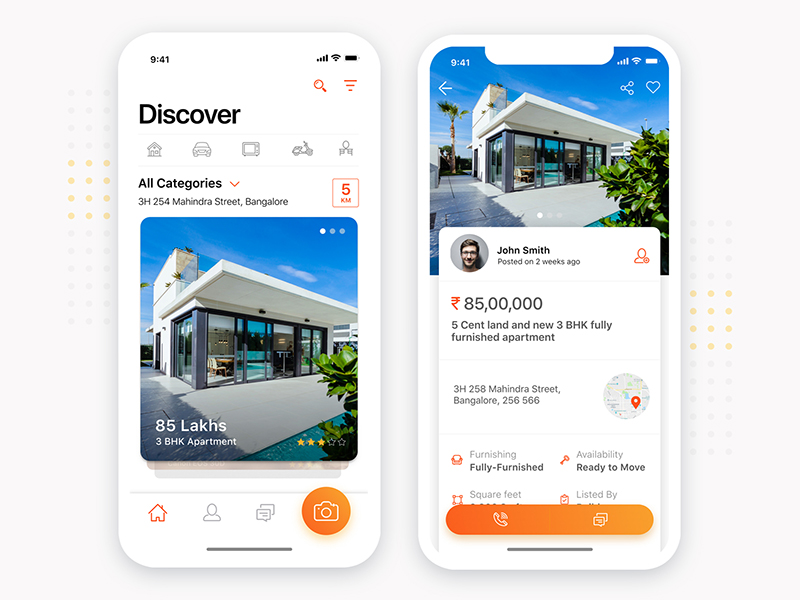 9:41
Discover
All Categories
3H 254 Mahindra Street, Bangalore
5
KM
85 Lakhs
3 BHK Apartment
9:41
John Smith
Posted on 2 weeks ago
₹ 85,00,000
5 Cent land and new 3 BHK fully
furnished apartment
3H 258 Mahindra Street,
Bangalore, 256 566
Furnishing
Fully-Furnished
Availability
Ready to Move
Square feet
Listed By